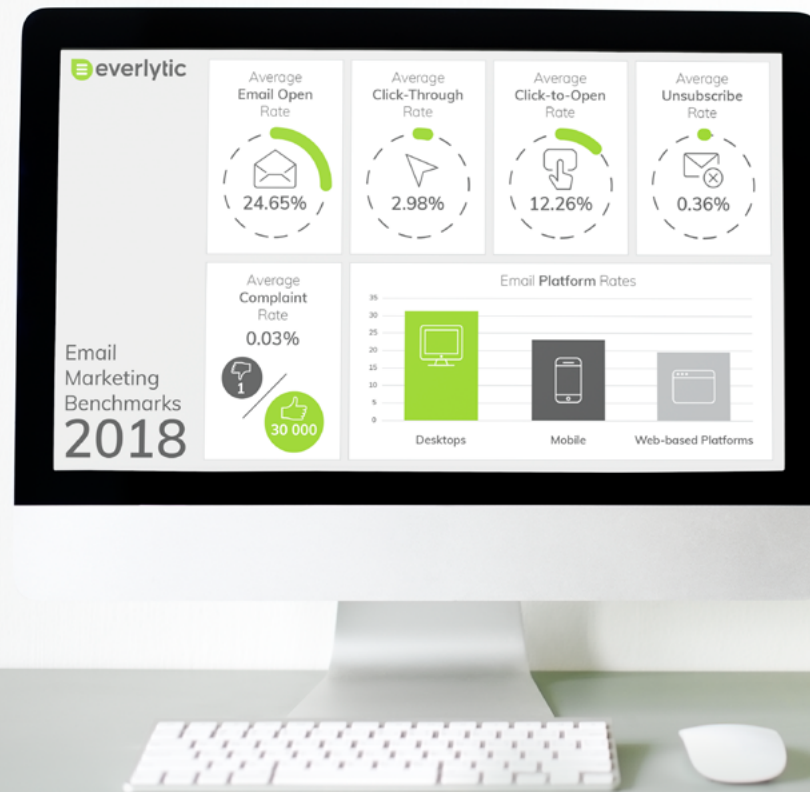 everlytic
Average
Email Open
Rate
24.65%
Average
Click-Through
Rate
2.98%
Average
Click-to-Open
Rate
12.26%
Average
Unsubscribe
Rate
0.36%
Average
Complaint
Rate
0.03%
1
30 000
Email Platform Rates
35
30
25
20
15
10
5
0
Desktops
Mobile
Web-based Platforms
Email
Marketing
Benchmarks
2018